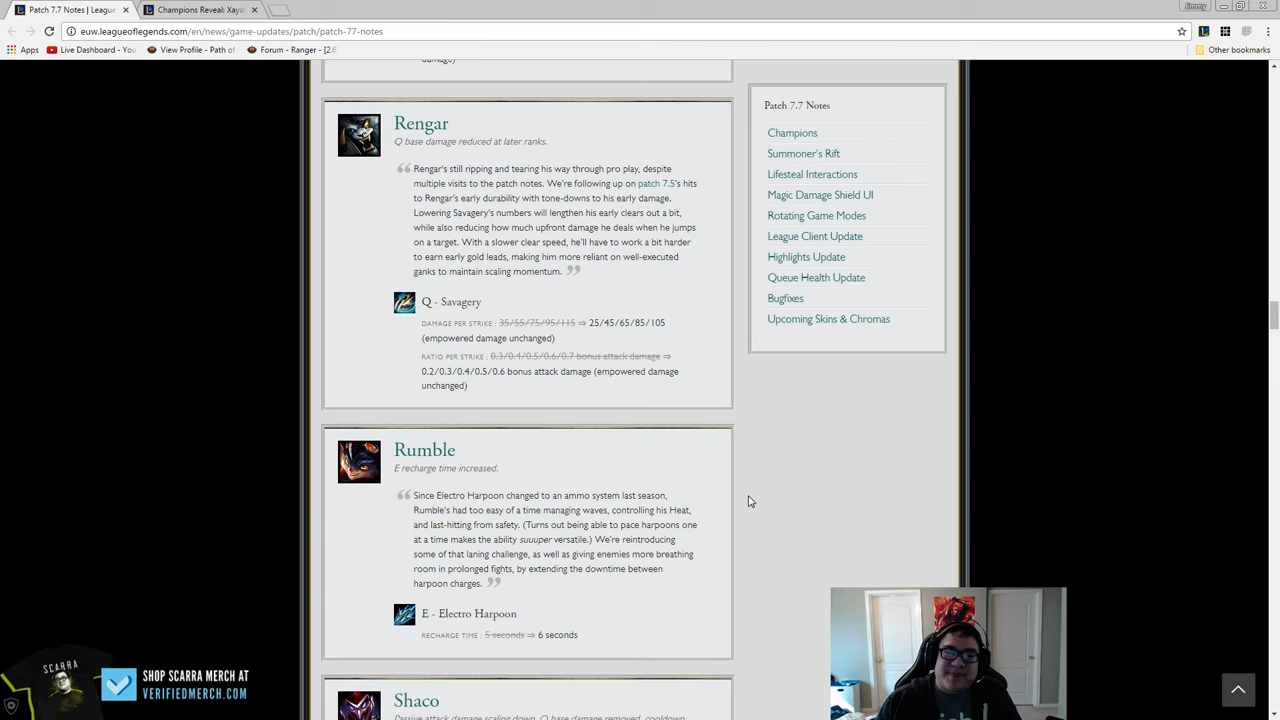 Patch 7.7 Notes | League
Champions Reveal: Xaya
Jimmy
euw.leagueoflegends.com/en/news/game-updates/patch/patch-77-notes
Apps
Live Dashboard - You
View Profile - Path of
Forum - Ranger - [2.6
Other bookmarks
damage)
Rengar
Q base damage reduced at later ranks.
Rengar's still ripping and tearing his way through pro play, despite
multiple visits to the patch notes. We're following up on patch 7.5's hits
to Rengar's early durability with tone-downs to his early damage.
Lowering Savagery's numbers will lengthen his early clears out a bit,
while also reducing how much upfront damage he deals when he jumps
on a target. With a slower clear speed, he'll have to work a bit harder
to earn early gold leads, making him more reliant on well-executed
ganks to maintain scaling momentum.
Q - Savagery
DAMAGE PER STRIKE : 35/55/75/95/115 ⇒ 25/45/65/85/105
(empowered damage unchanged)
RATIO PER STRIKE : 0.3/0.4/0.5/0.6/0.7 bonus attack damage ⇒
0.2/0.3/0.4/0.5/0.6 bonus attack damage (empowered damage
unchanged)
Rumble
E recharge time increased.
Since Electro Harpoon changed to an ammo system last season,
Rumble's had too easy of a time managing waves, controlling his Heat,
and last-hitting from safety. (Turns out being able to pace harpoons one
at a time makes the ability suuuper versatile.) We're reintroducing
some of that laning challenge, as well as giving enemies more breathing
room in prolonged fights, by extending the downtime between
harpoon charges.
E - Electro Harpoon
RECHARGE TIME : 5 seconds ⇒ 6 seconds
Shaco
Passive attack damage scaling down. Q base damage removed, cooldown
Patch 7.7 Notes
Champions
Summoner's Rift
Lifesteal Interactions
Magic Damage Shield UI
Rotating Game Modes
League Client Update
Highlights Update
Queue Health Update
Bugfixes
Upcoming Skins & Chromas
SCARRA
SHOP SCARRA MERCH AT
VERIFIEDMERCH.COM